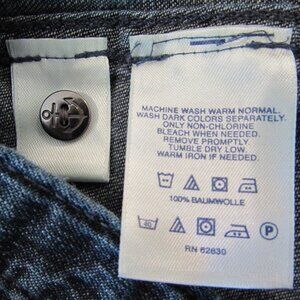 MACHINE WASH WARM NORMAL.
WASH DARK COLORS SEPARATELY.
ONLY NON-CHLORINE
BLEACH WHEN NEEDED.
REMOVE PROMPTLY.
TUMBLE DRY LOW.
WARM IRON IF NEEDED.
100% BAUMWOLLE
40 P
RN 62630